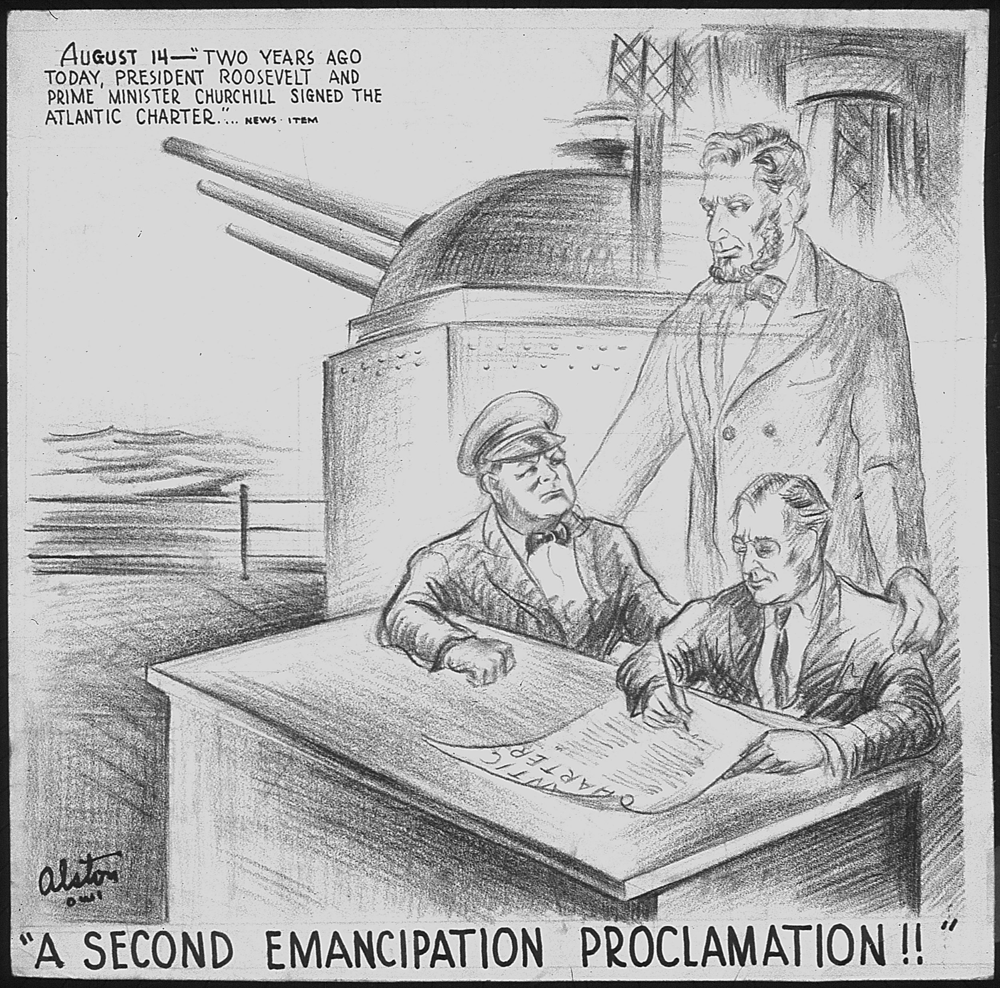 AUGUST 14—"TWO YEARS AGO
TODAY, PRESIDENT ROOSEVELT AND
PRIME MINISTER CHURCHILL SIGNED THE
ATLANTIC CHARTER."... NEWS ITEM
ANTIC
CHARTER
Alston
OWI
"A SECOND EMANCIPATION PROCLAMATION!!"